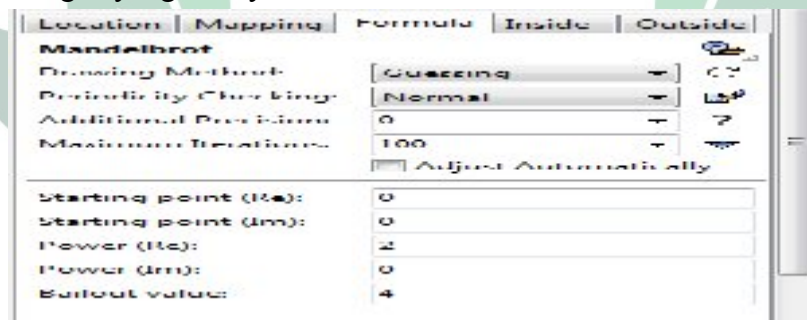 Location Mapping Formula Inside Outside
Mandelbrot
Drawing Method: Guessing
Periodicity Checking: Normal
Additional Precision: 0
Maximum Iterations: 100
Adjust Automatically
Starting point (Re): 0
Starting point (Im): 0
Power (Re): 2
Power (Im): 0
Bailout value: 4